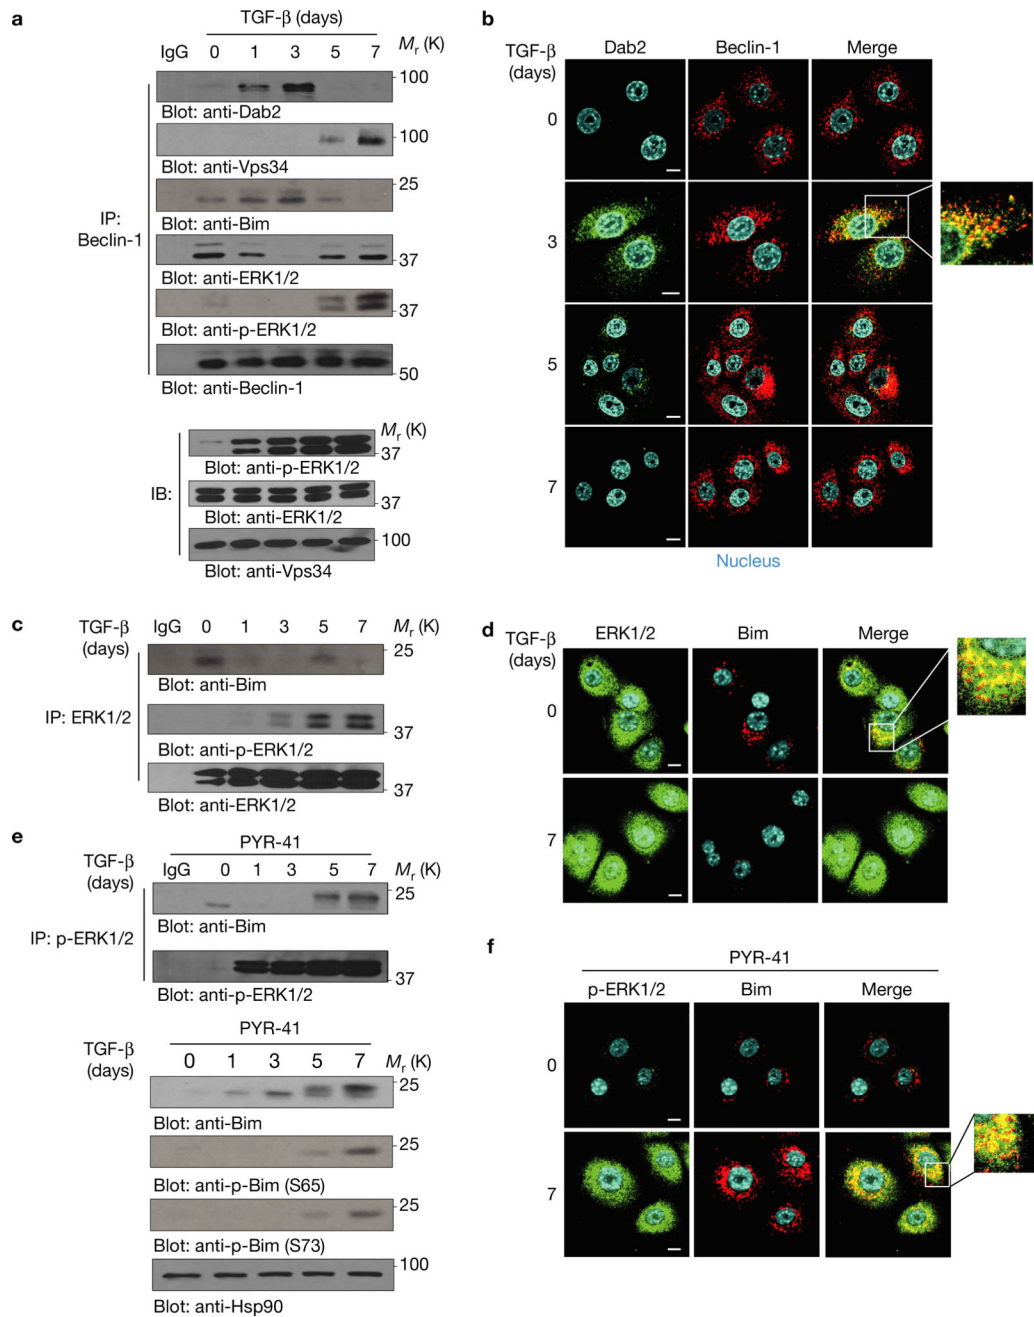 a
TGF-β (days)
IgG 0 1 3 5 7 Mr (K)
100
Blot: anti-Dab2
100
Blot: anti-Vps34
25
Blot: anti-Bim
IP:
Beclin-1
37
Blot: anti-ERK1/2
37
Blot: anti-p-ERK1/2
50
Blot: anti-Beclin-1
Mr (K)
37
Blot: anti-p-ERK1/2
IB:
37
Blot: anti-ERK1/2
100
Blot: anti-Vps34
b
TGF-β
(days)
Dab2 Beclin-1 Merge
0
3
5
7
Nucleus
c
TGF-β
(days)
IgG 0 1 3 5 7 Mr (K)
25
Blot: anti-Bim
IP: ERK1/2
37
Blot: anti-p-ERK1/2
37
Blot: anti-ERK1/2
d
TGF-β
(days)
ERK1/2 Bim Merge
0
7
e
PYR-41
TGF-β
(days)
IgG 0 1 3 5 7 Mr (K)
25
Blot: anti-Bim
IP: p-ERK1/2
37
Blot: anti-p-ERK1/2
PYR-41
TGF-β
(days)
0 1 3 5 7 Mr (K)
25
Blot: anti-Bim
25
Blot: anti-p-Bim (S65)
25
Blot: anti-p-Bim (S73)
100
Blot: anti-Hsp90
f
PYR-41
p-ERK1/2 Bim Merge
0
7